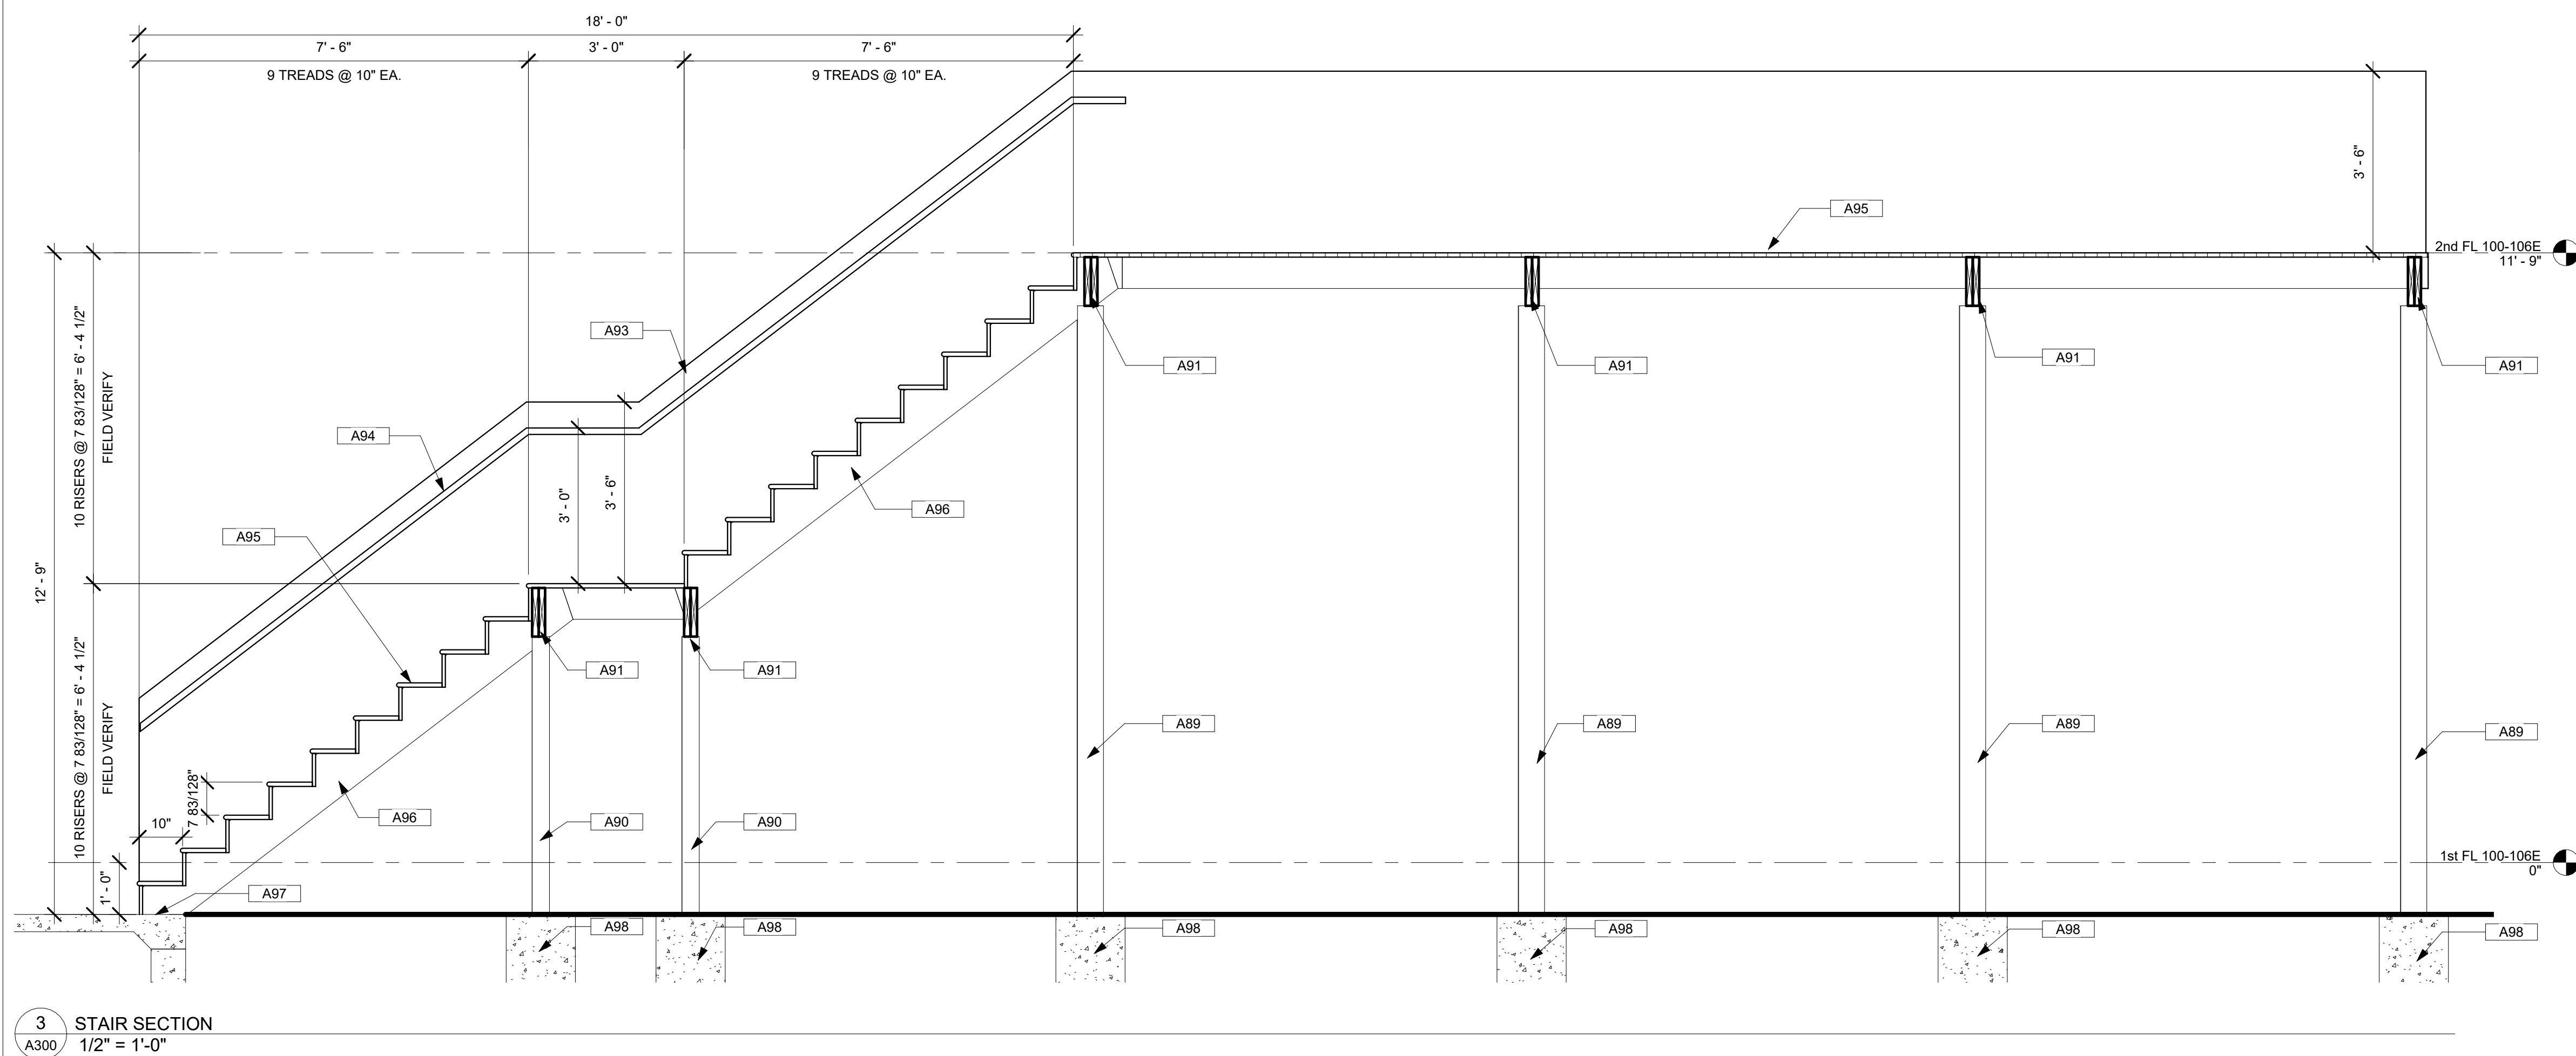 18' - 0"
7' - 6"
3' - 0"
7' - 6"
9 TREADS @ 10" EA.
9 TREADS @ 10" EA.
3' - 6"
A95
2nd FL 100-106E
11' - 9"
A93
A91
A91
A91
A91
10 RISERS @ 7 83/128" = 6' - 4 1/2"
FIELD VERIFY
A94
3' - 0"
3' - 6"
A96
A95
12' - 9"
A91
A91
10 RISERS @ 7 83/128" = 6' - 4 1/2"
FIELD VERIFY
A89
A89
A89
A89
7 83/128"
10"
A96
A90
A90
1st FL 100-106E
0"
1' - 0"
A97
A98
A98
A98
A98
A98
A98
3
STAIR SECTION
A300
1/2" = 1'-0"